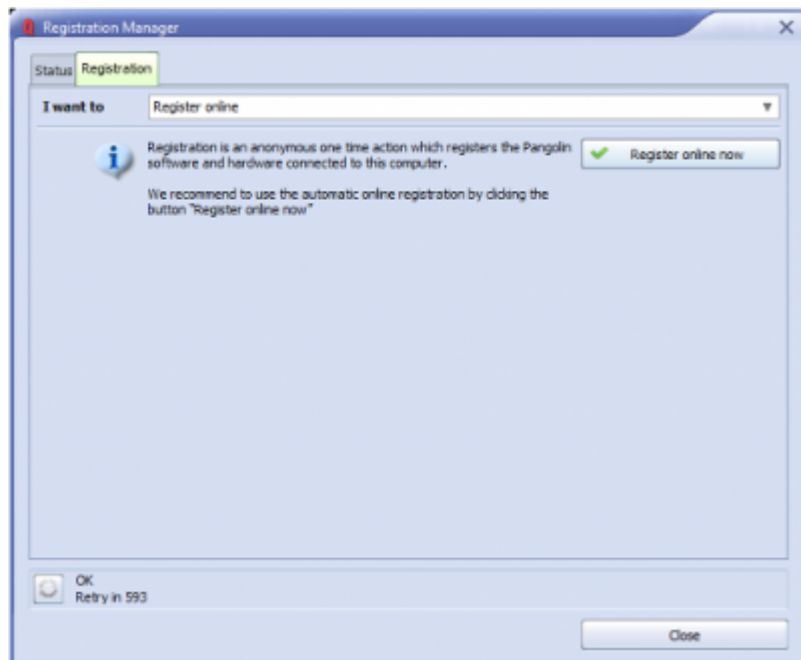 Registration Manager
Status Registration
I want to Register online
Registration is an anonymous one time action which registers the Pangolin
software and hardware connected to this computer.
Register online now
We recommend to use the automatic online registration by clicking the
button "Register online now"
OK
Retry in 593
Close